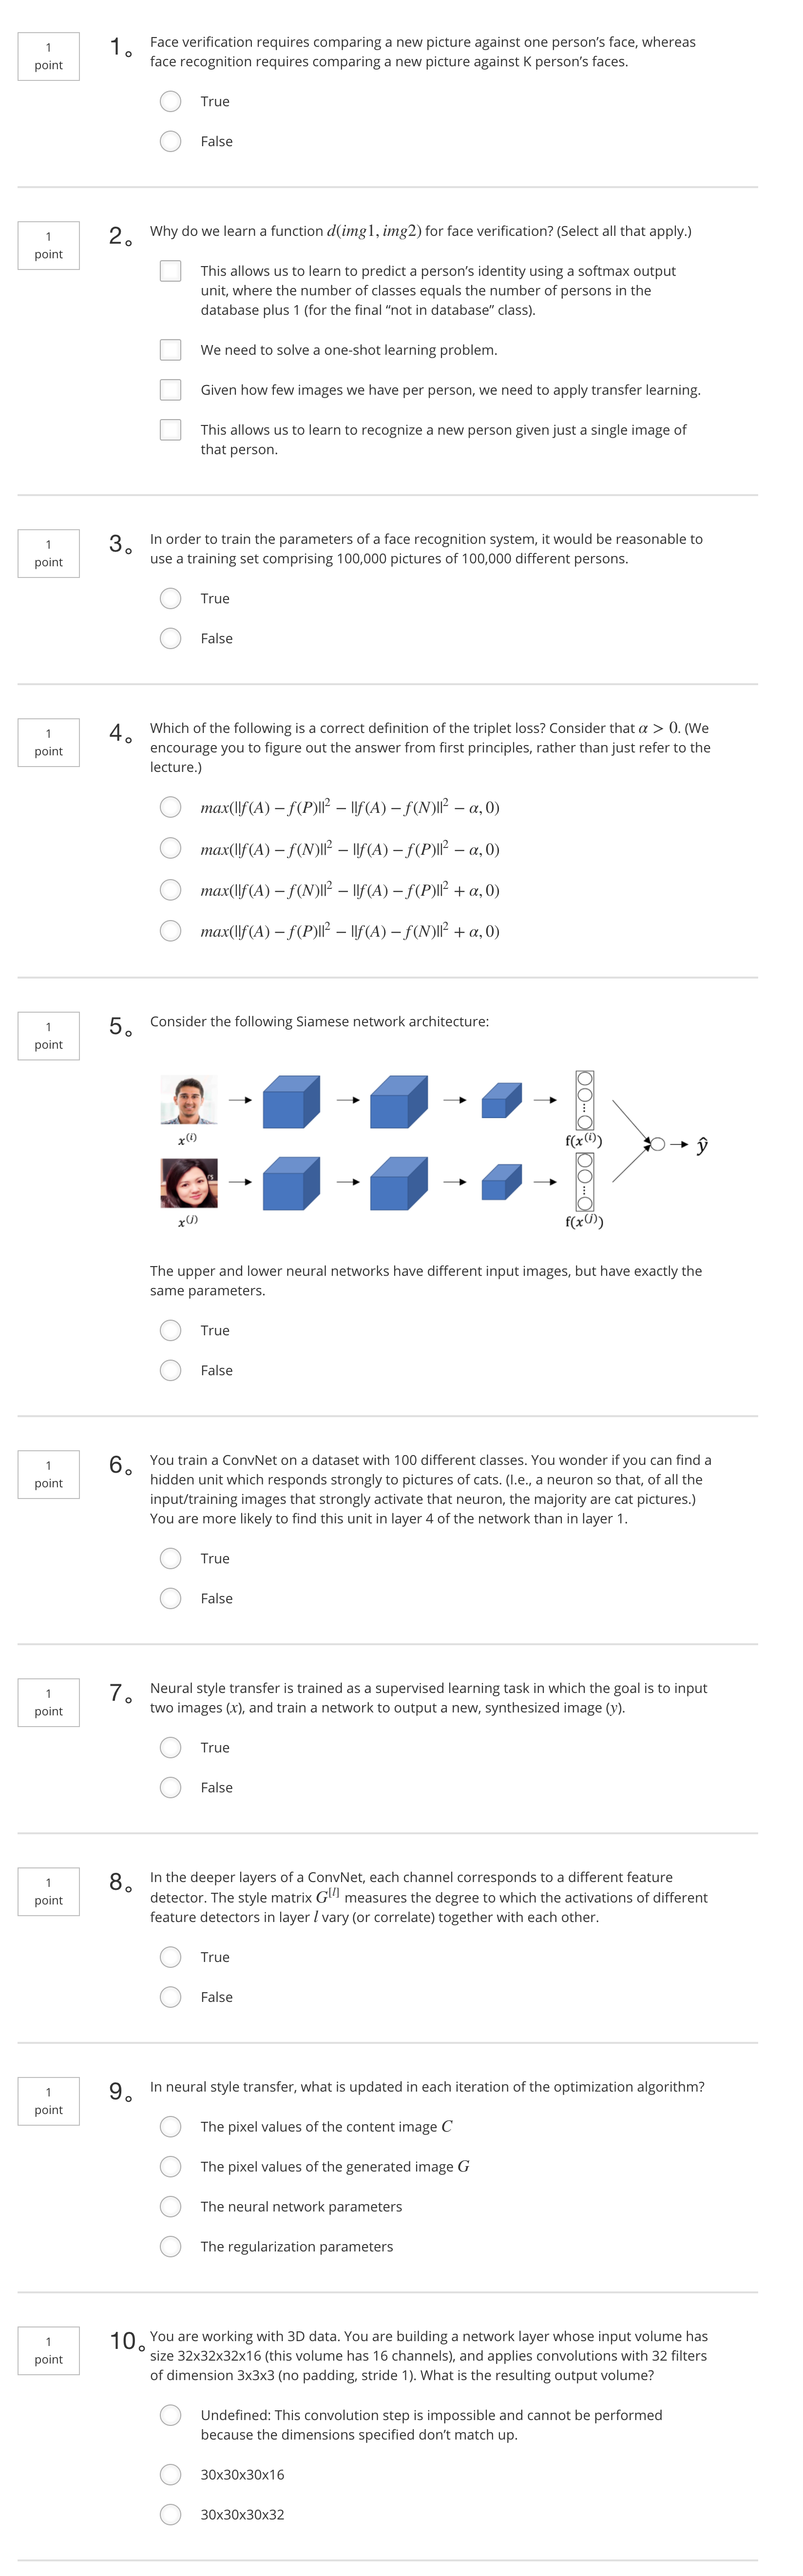 1
point
1.
Face verification requires comparing a new picture against one person's face, whereas
face recognition requires comparing a new picture against K person's faces.
True
False
1
point
2.
Why do we learn a function d(img1, img2) for face verification? (Select all that apply.)
This allows us to learn to predict a person's identity using a softmax output
unit, where the number of classes equals the number of persons in the
database plus 1 (for the final "not in database" class).
We need to solve a one-shot learning problem.
Given how few images we have per person, we need to apply transfer learning.
This allows us to learn to recognize a new person given just a single image of
that person.
1
point
3.
In order to train the parameters of a face recognition system, it would be reasonable to
use a training set comprising 100,000 pictures of 100,000 different persons.
True
False
1
point
4.
Which of the following is a correct definition of the triplet loss? Consider that α > 0. (We
encourage you to figure out the answer from first principles, rather than just refer to the
lecture.)
max(||f(A) − f(P)||² − ||f(A) − f(N)||² − α, 0)
max(||f(A) − f(N)||² − ||f(A) − f(P)||² − α, 0)
max(||f(A) − f(N)||² − ||f(A) − f(P)||² + α, 0)
max(||f(A) − f(P)||² − ||f(A) − f(N)||² + α, 0)
1
point
5.
Consider the following Siamese network architecture:
x⁽ⁱ⁾
f(x⁽ⁱ⁾)
ŷ
x⁽ʲ⁾
f(x⁽ʲ⁾)
The upper and lower neural networks have different input images, but have exactly the
same parameters.
True
False
1
point
6.
You train a ConvNet on a dataset with 100 different classes. You wonder if you can find a
hidden unit which responds strongly to pictures of cats. (I.e., a neuron so that, of all the
input/training images that strongly activate that neuron, the majority are cat pictures.)
You are more likely to find this unit in layer 4 of the network than in layer 1.
True
False
1
point
7.
Neural style transfer is trained as a supervised learning task in which the goal is to input
two images (x), and train a network to output a new, synthesized image (y).
True
False
1
point
8.
In the deeper layers of a ConvNet, each channel corresponds to a different feature
detector. The style matrix G^[l] measures the degree to which the activations of different
feature detectors in layer l vary (or correlate) together with each other.
True
False
1
point
9.
In neural style transfer, what is updated in each iteration of the optimization algorithm?
The pixel values of the content image C
The pixel values of the generated image G
The neural network parameters
The regularization parameters
1
point
10.
You are working with 3D data. You are building a network layer whose input volume has
size 32x32x32x16 (this volume has 16 channels), and applies convolutions with 32 filters
of dimension 3x3x3 (no padding, stride 1). What is the resulting output volume?
Undefined: This convolution step is impossible and cannot be performed
because the dimensions specified don't match up.
30x30x30x16
30x30x30x32